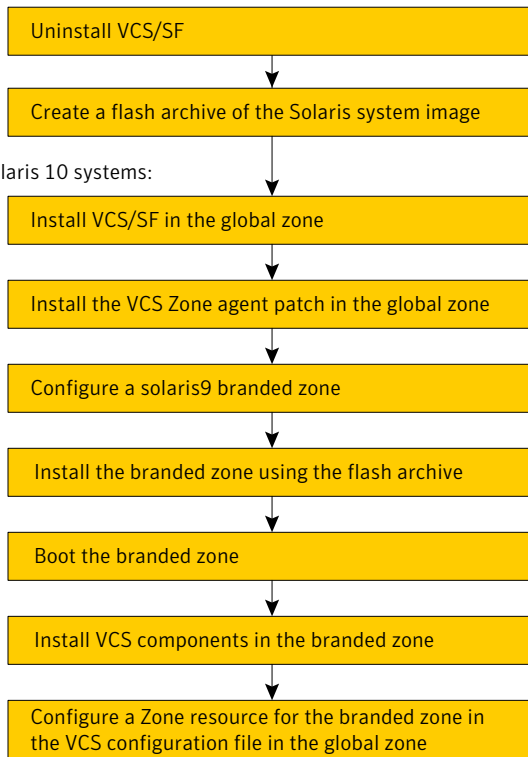 Uninstall VCS/SF
Create a flash archive of the Solaris system image
laris 10 systems:
Install VCS/SF in the global zone
Install the VCS Zone agent patch in the global zone
Configure a solaris9 branded zone
Install the branded zone using the flash archive
Boot the branded zone
Install VCS components in the branded zone
Configure a Zone resource for the branded zone in
the VCS configuration file in the global zone